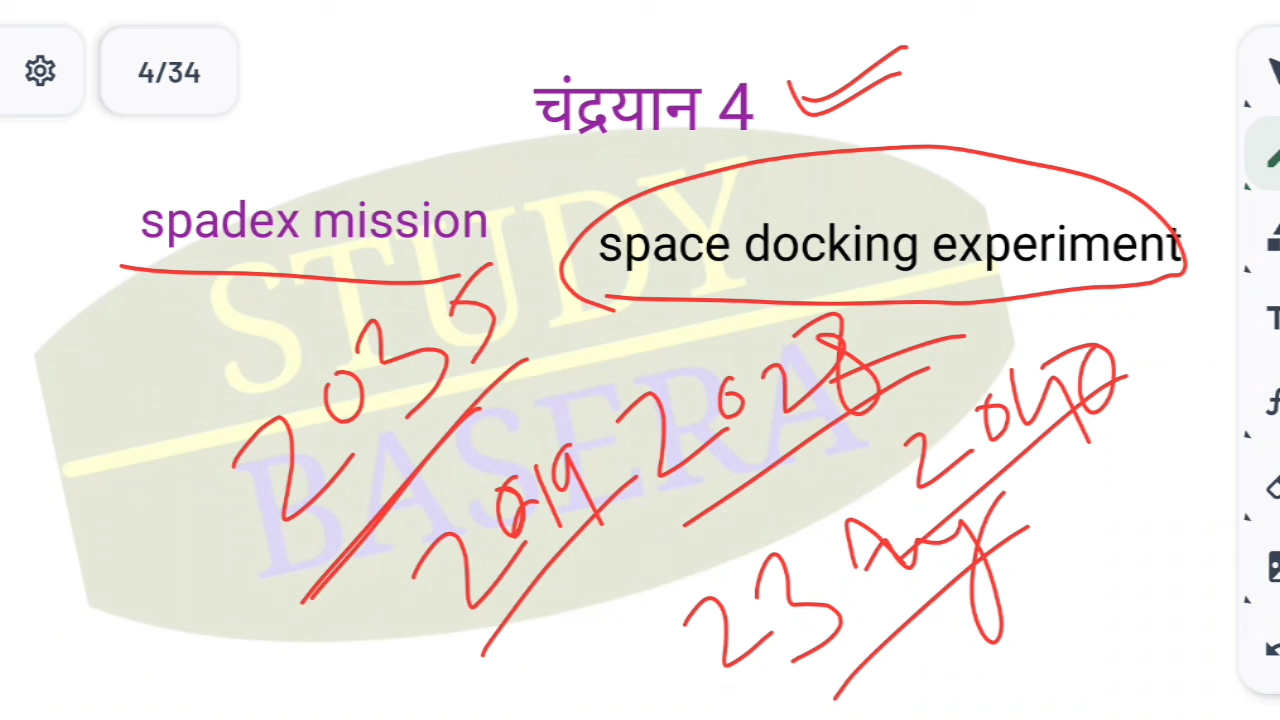 4/34
चंद्रयान 4
spadex mission
space docking experiment
STUDY
BASERA
2035
2019
2028
2040
23 Aug